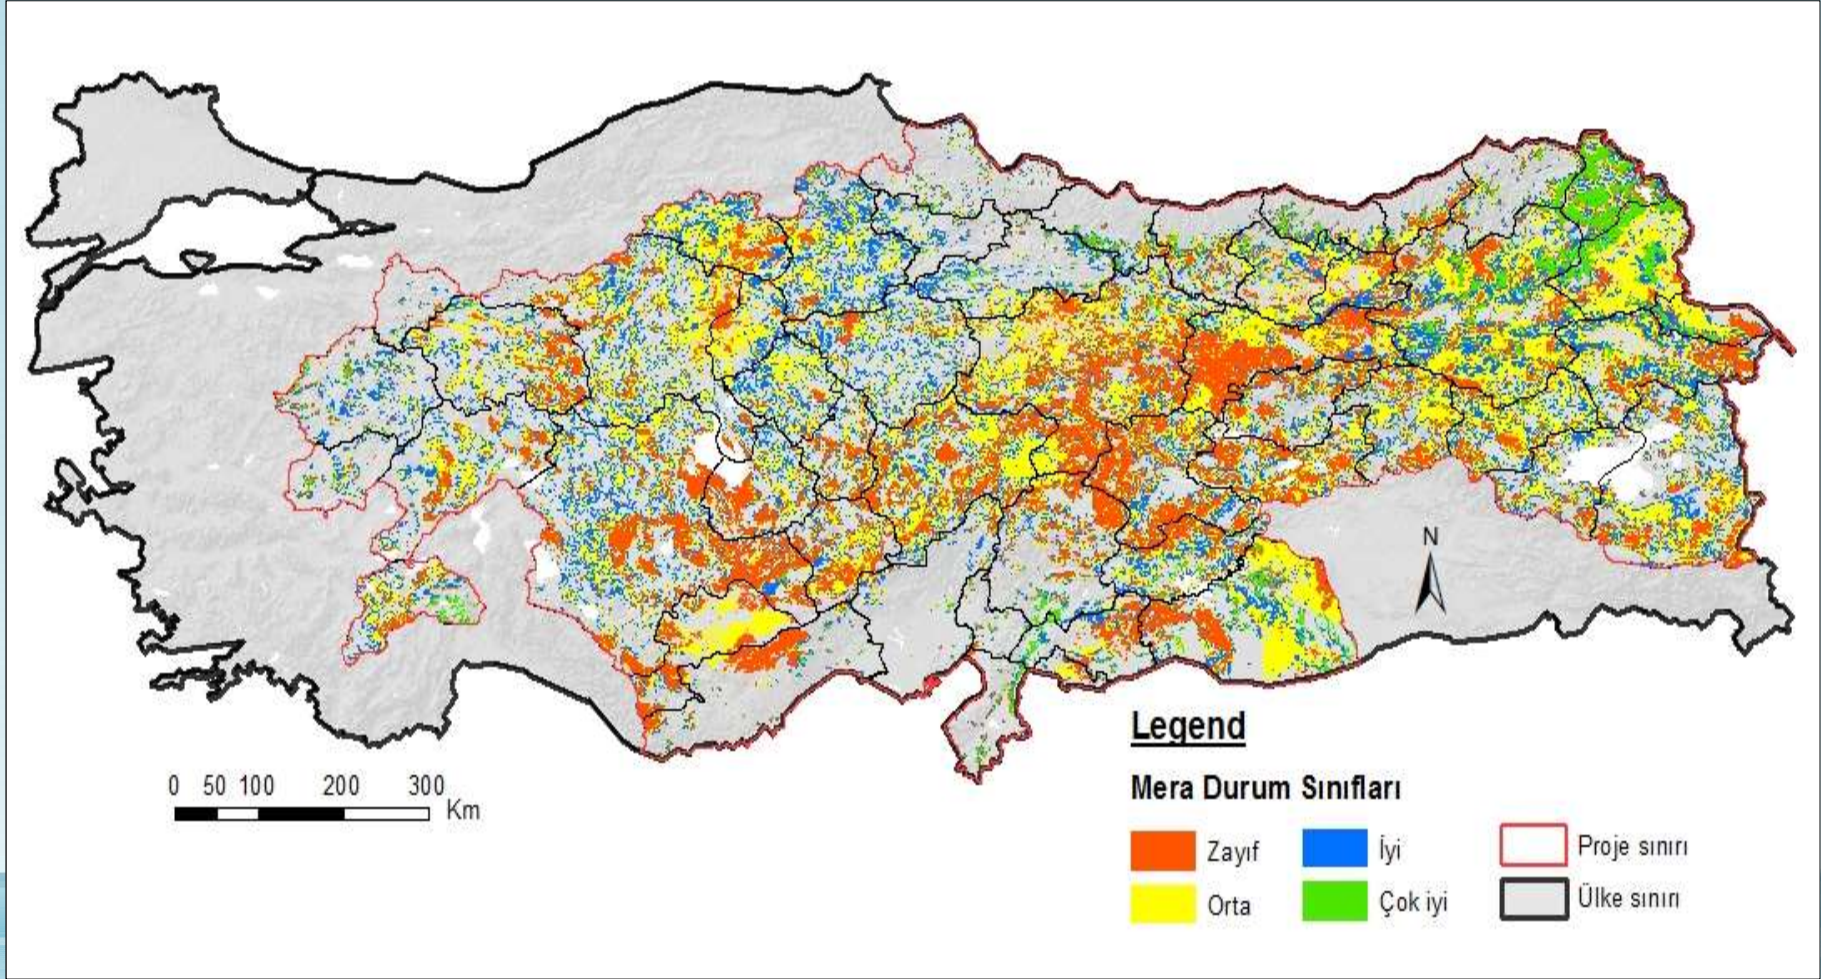 N
Legend
Mera Durum Sınıfları
0 50 100 200 300
Km
Zayıf İyi Proje sınırı
Orta Çok iyi Ülke sınırı